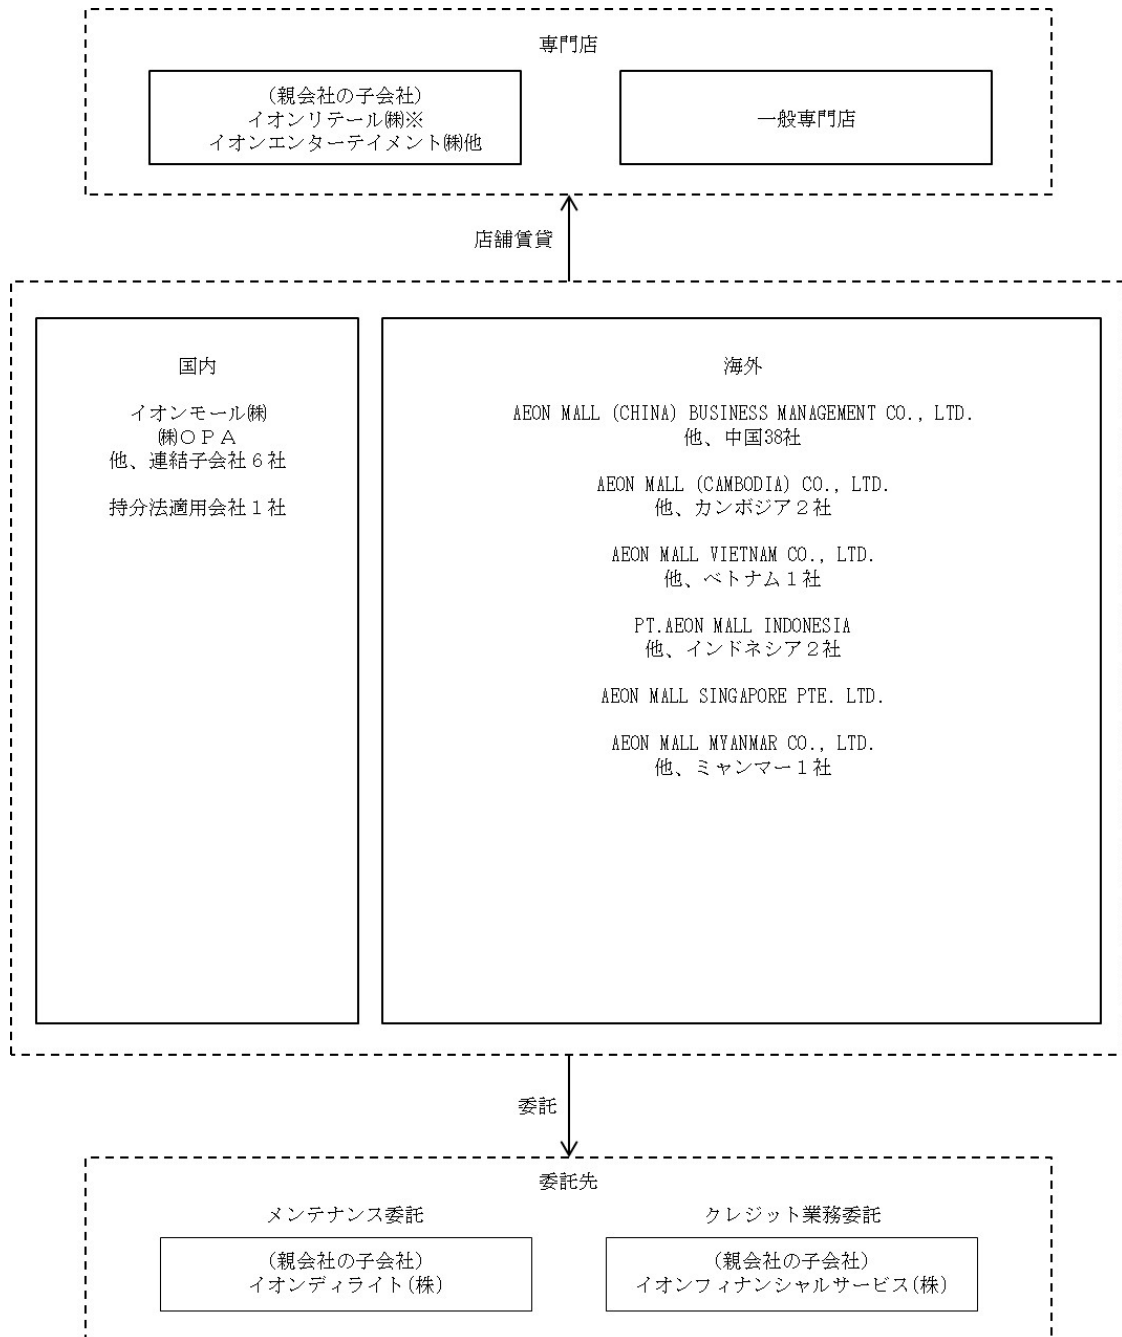 専門店
(親会社の子会社)
イオンリテール㈱※
イオンエンターテイメント㈱他
一般専門店
店舗賃貸
国内
イオンモール㈱
㈱ＯＰＡ
他、連結子会社６社
持分法適用会社１社
海外
AEON MALL (CHINA) BUSINESS MANAGEMENT CO., LTD.
他、中国38社
AEON MALL (CAMBODIA) CO., LTD.
他、カンボジア２社
AEON MALL VIETNAM CO., LTD.
他、ベトナム１社
PT.AEON MALL INDONESIA
他、インドネシア２社
AEON MALL SINGAPORE PTE. LTD.
AEON MALL MYANMAR CO., LTD.
他、ミャンマー１社
委託
委託先
メンテナンス委託
(親会社の子会社)
イオンディライト(株)
クレジット業務委託
(親会社の子会社)
イオンフィナンシャルサービス(株)